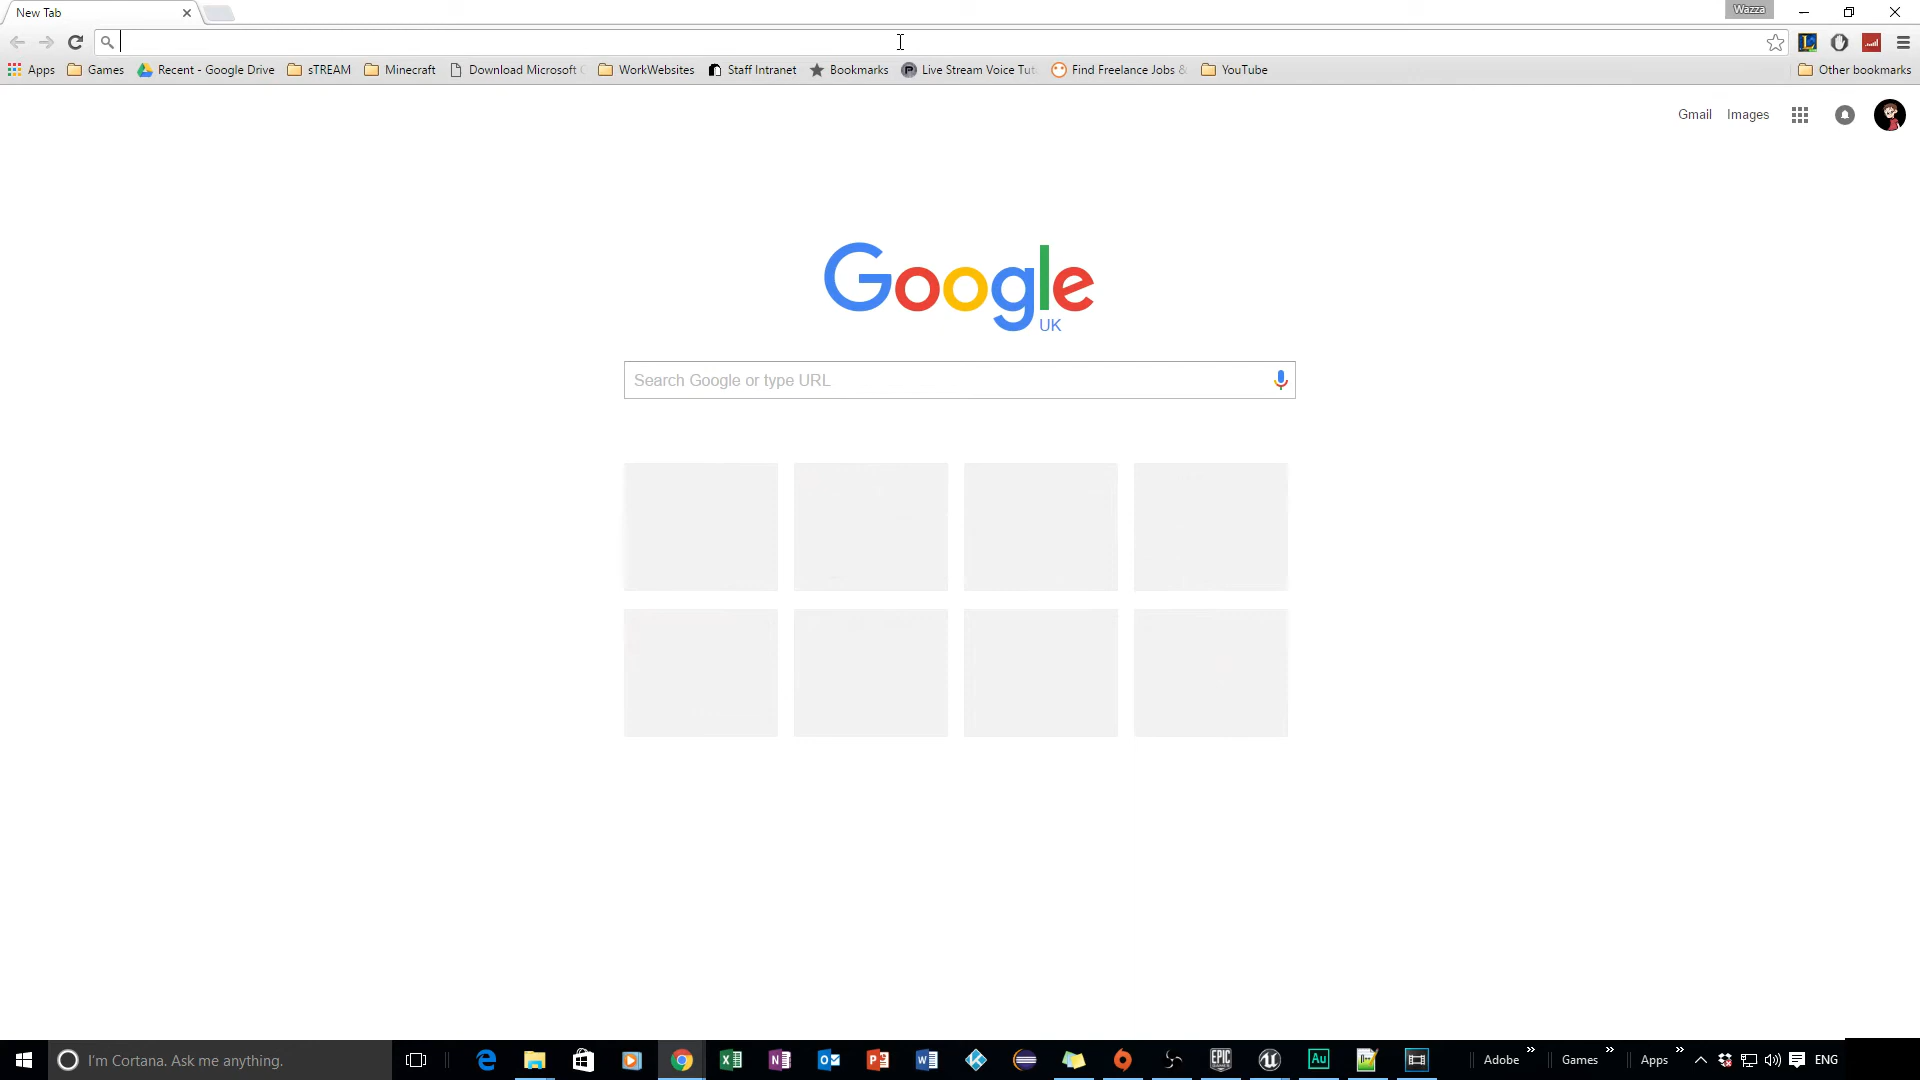 New Tab
Wazza
Apps Games Recent - Google Drive sTREAM Minecraft Download Microsoft WorkWebsites Staff Intranet Bookmarks Live Stream Voice Tut Find Freelance Jobs & YouTube Other bookmarks
Gmail Images
Google
UK
Search Google or type URL
I'm Cortana. Ask me anything. Adobe » Games » Apps » ENG